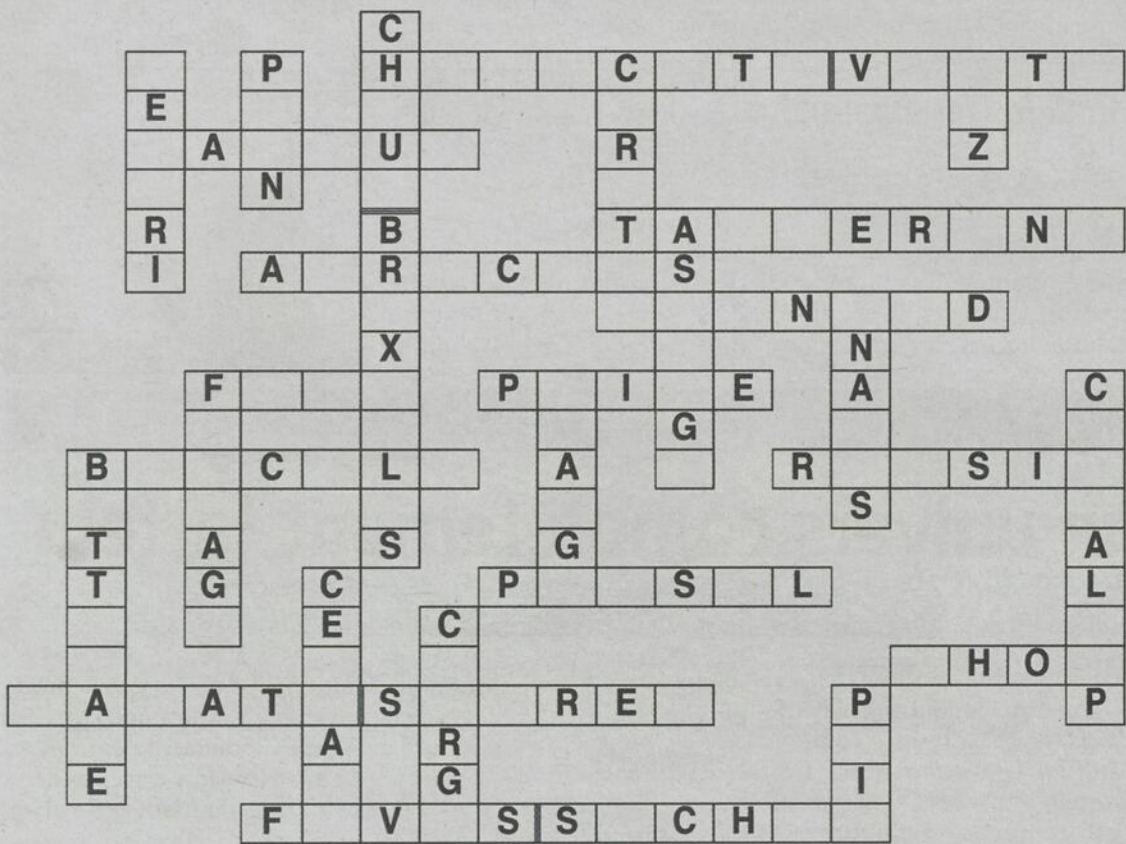 C
P H C T V T
E
A U R Z
N
R B T A E R N
I A R C S
N D
X N
F P I E A C
G
B C L A R S I
S
T A S G A
T G C P S L L
E C
H O
A A T S R E P P
A R
E G I
F V S S C H